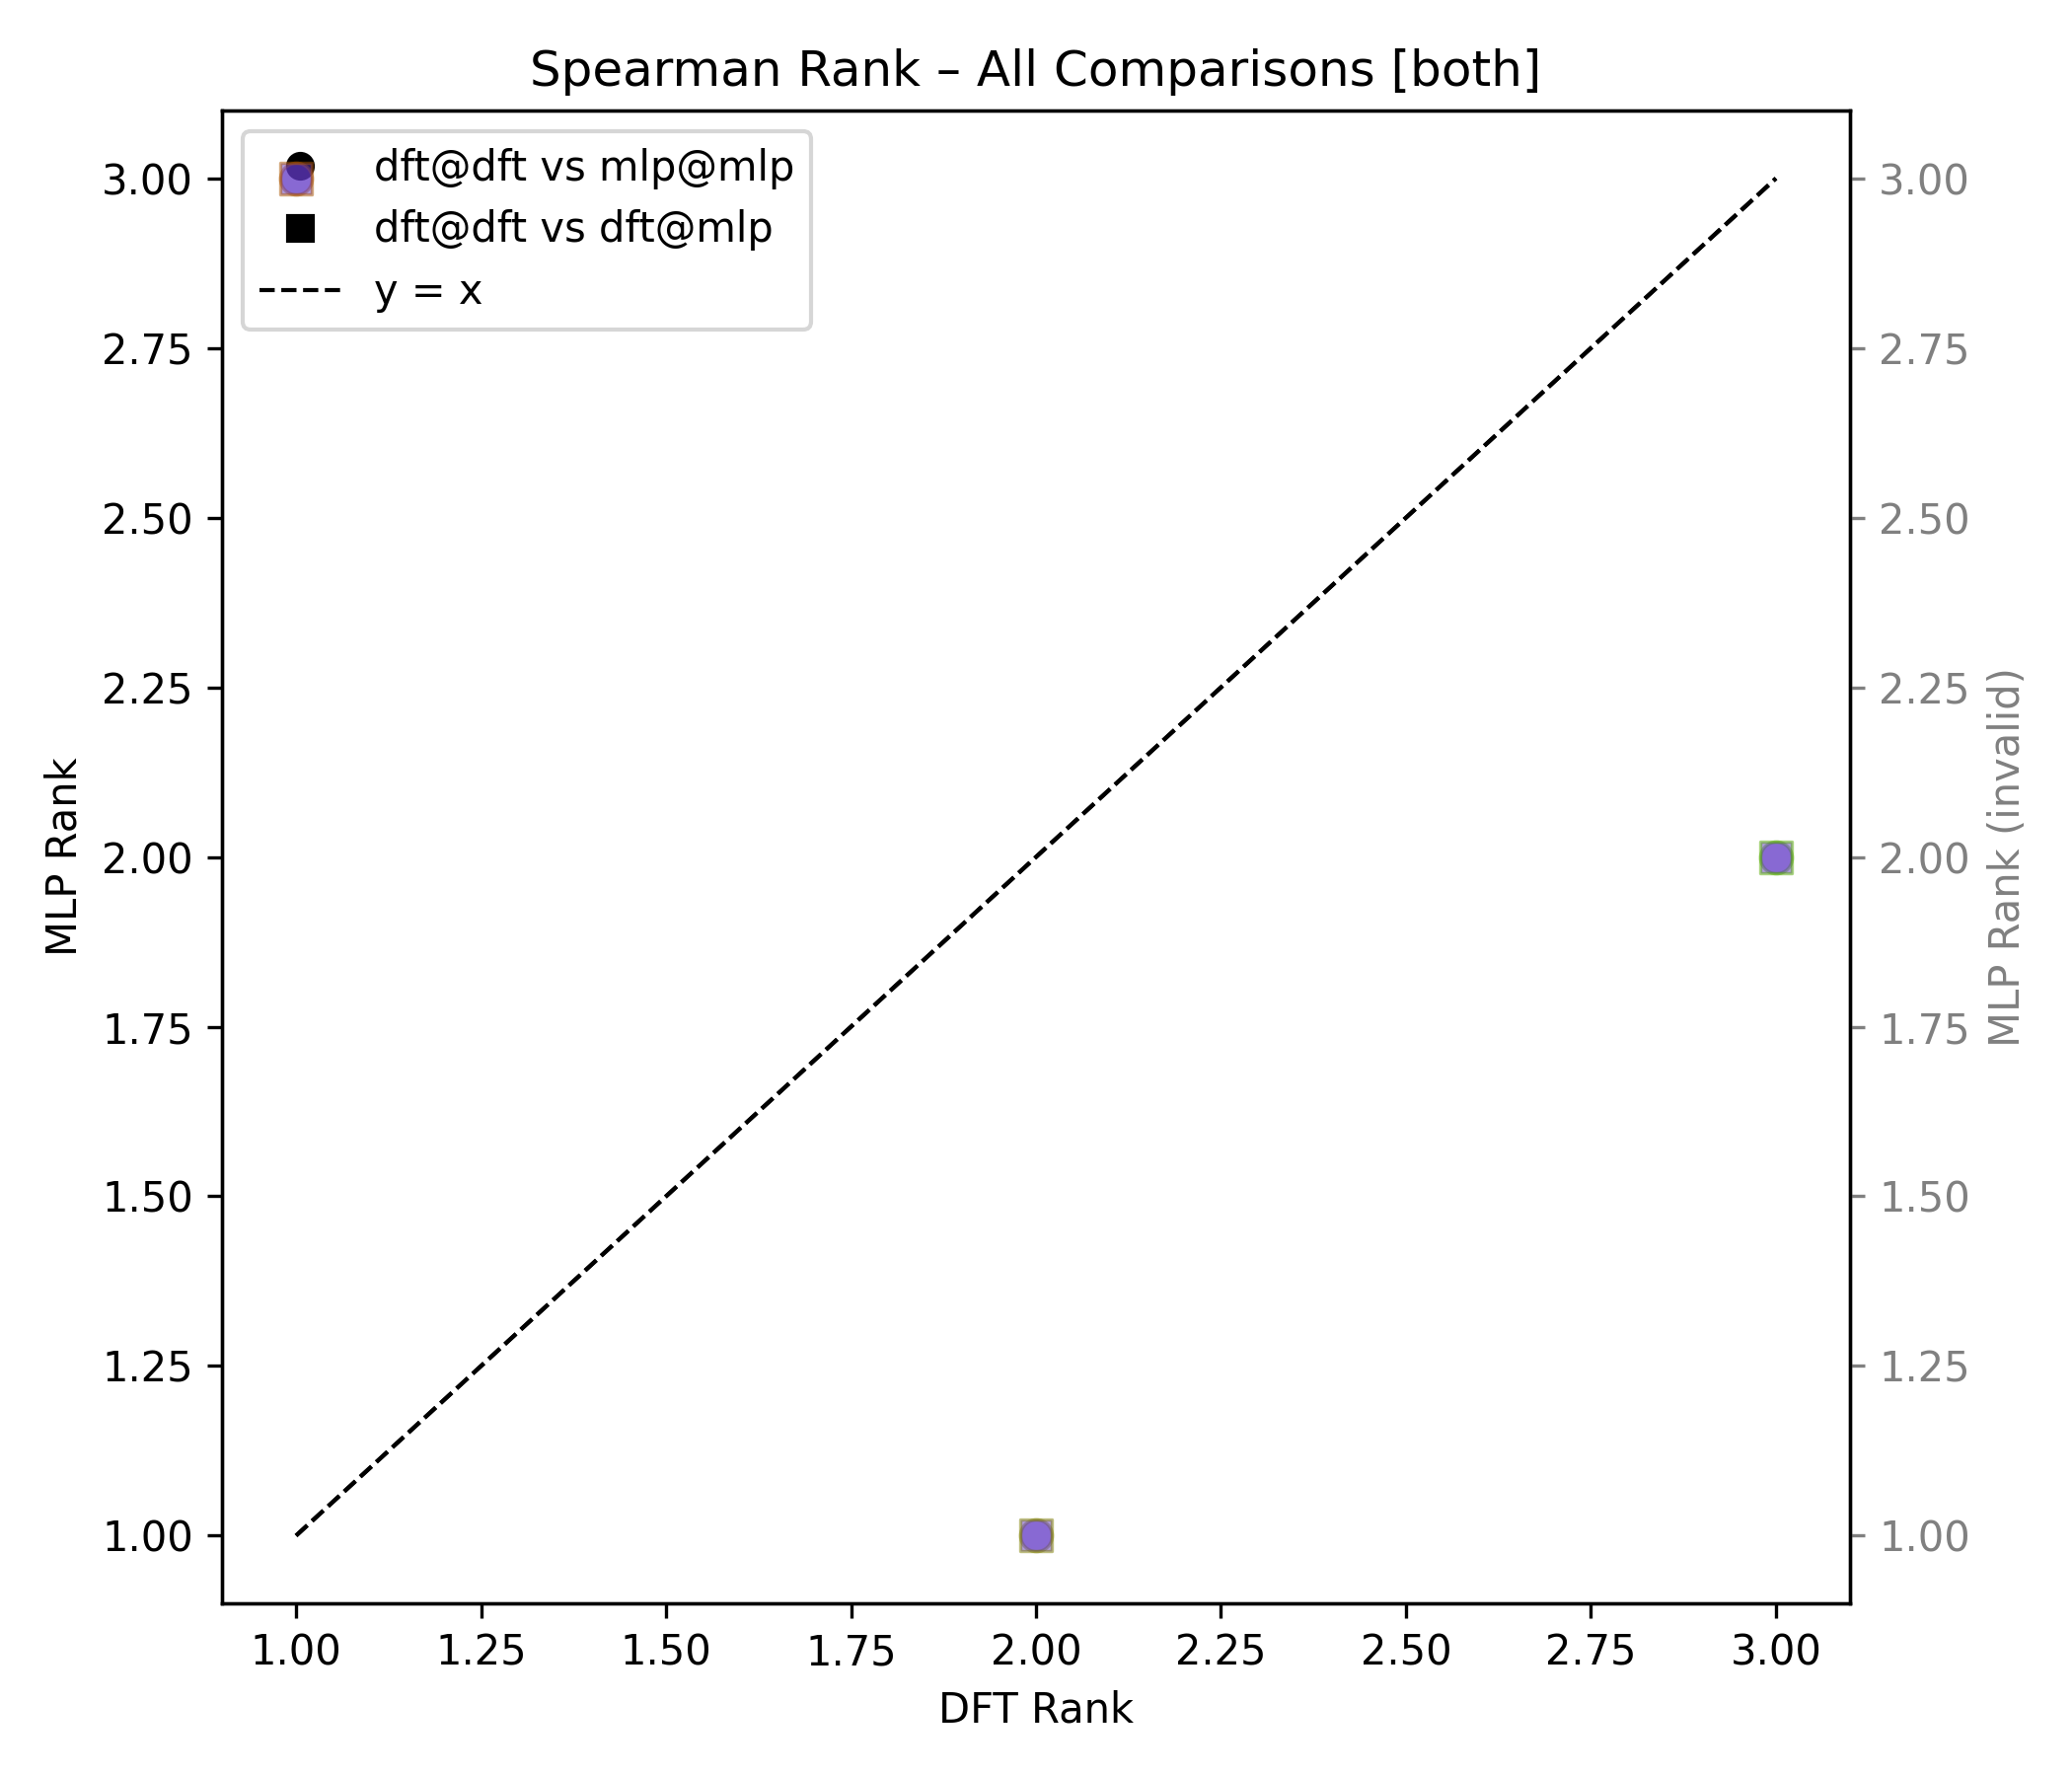 Spearman Rank – All Comparisons [both]
dft@dft vs mlp@mlp
dft@dft vs dft@mlp
y = x
MLP Rank
3.00
2.75
2.50
2.25
2.00
1.75
1.50
1.25
1.00
3.00
2.75
2.50
2.25
2.00
1.75
1.50
1.25
1.00
MLP Rank (invalid)
1.00 1.25 1.50 1.75 2.00 2.25 2.50 2.75 3.00
DFT Rank